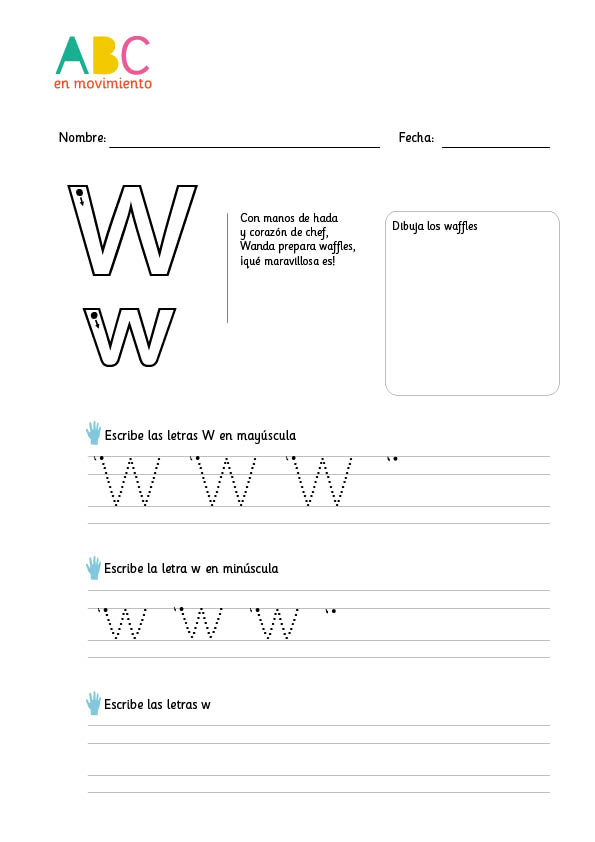 ABC
en movimiento
Nombre:
Fecha:
W
w
Con manos de hada
y corazón de chef,
Wanda prepara waffles,
¡qué maravillosa es!
Dibuja los waffles
Escribe las letras W en mayúscula
W W W
Escribe la letra w en minúscula
w w w
Escribe las letras w